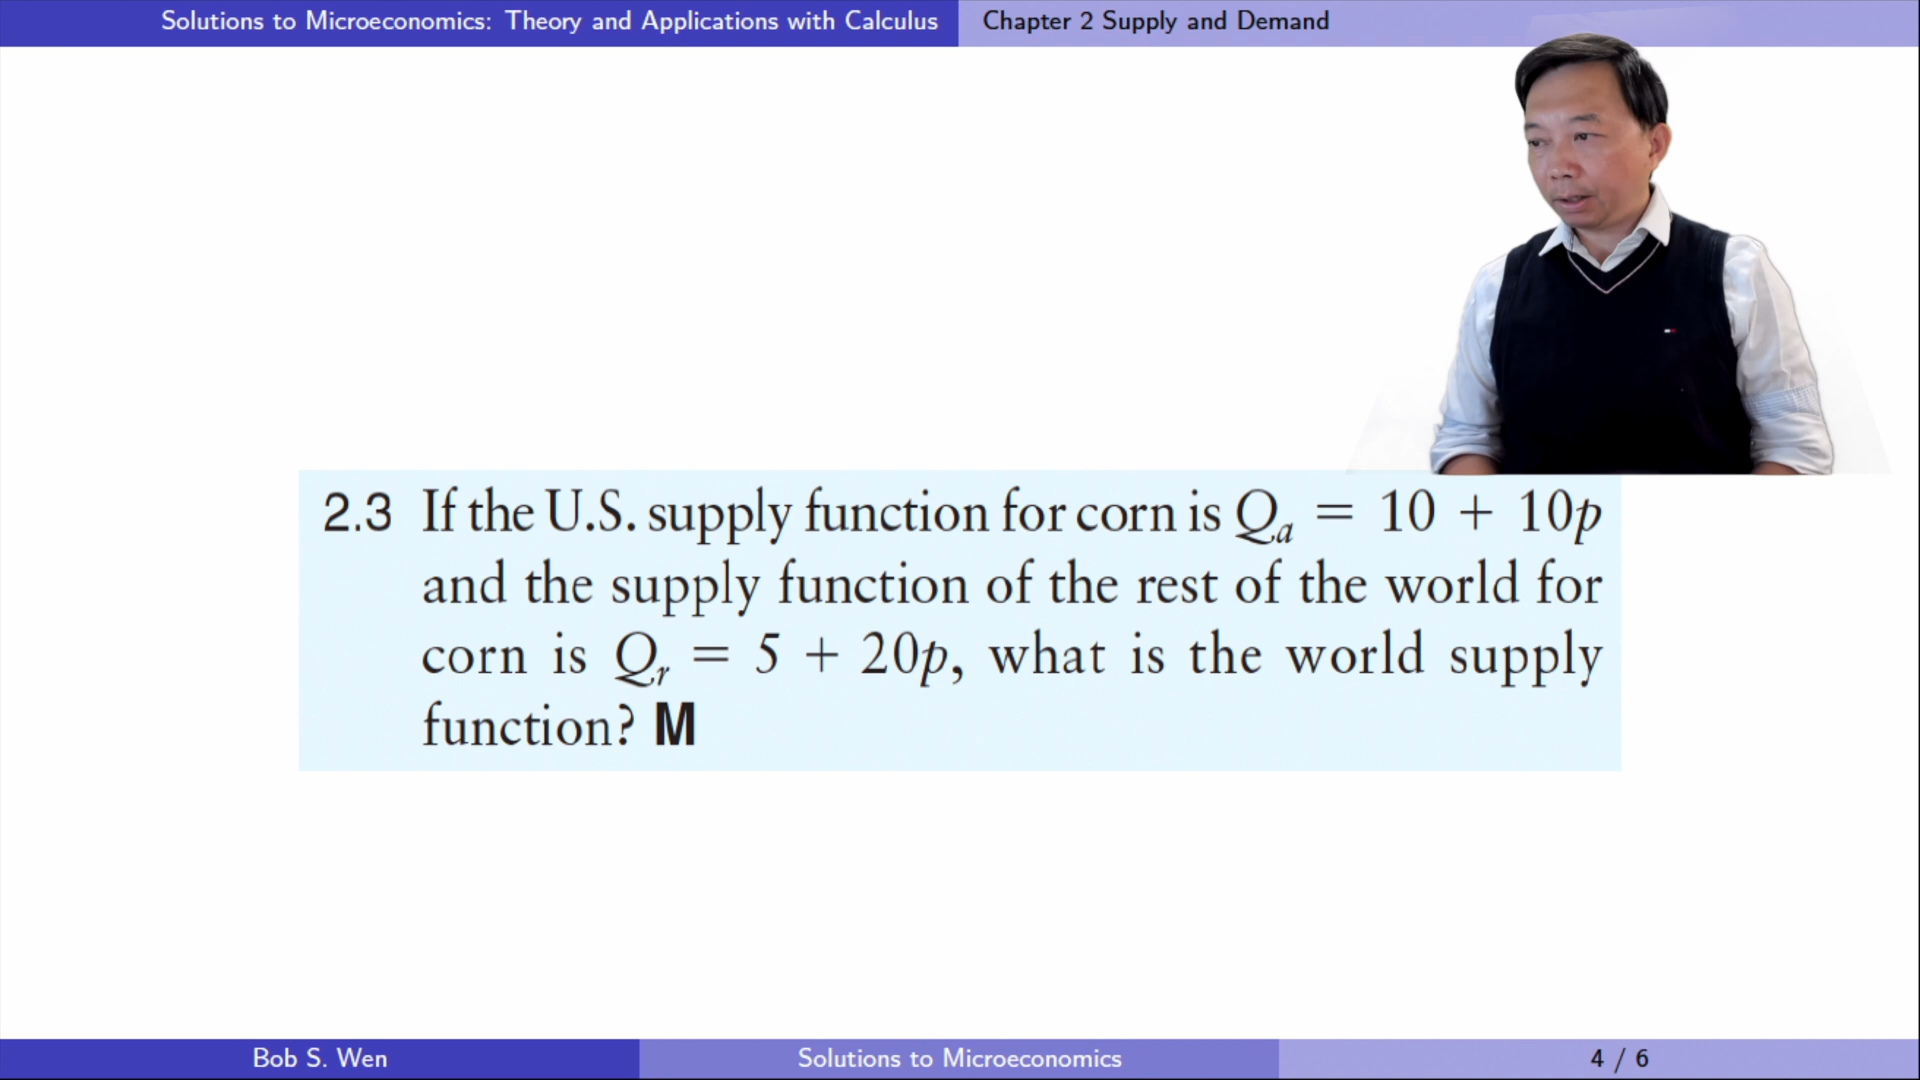 Solutions to Microeconomics: Theory and Applications with Calculus
Chapter 2 Supply and Demand
2.3 If the U.S. supply function for corn is Qₐ = 10 + 10p
and the supply function of the rest of the world for
corn is Qᵣ = 5 + 20p, what is the world supply
function? M
Bob S. Wen
Solutions to Microeconomics
4 / 6